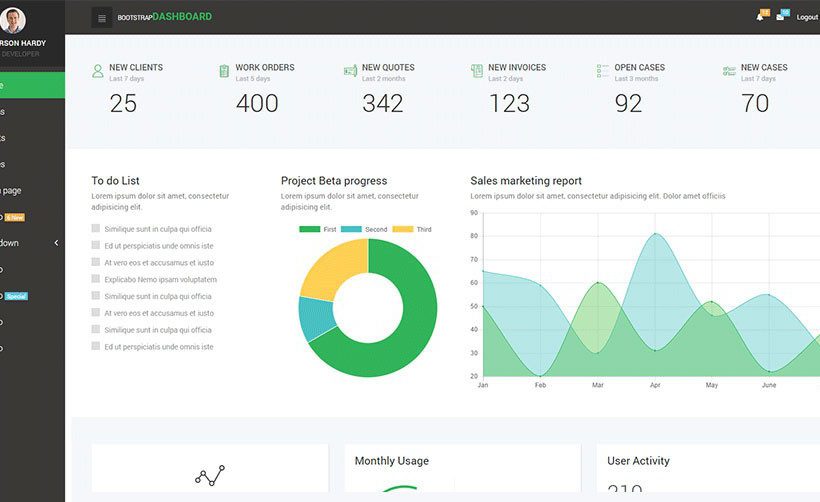 BOOTSTRAPDASHBOARD
Logout
RSON HARDY
DEVELOPER
page
6 New
down
Special
NEW CLIENTS
Last 7 days
25
WORK ORDERS
Last 5 days
400
NEW QUOTES
Last 2 months
342
NEW INVOICES
Last 2 days
123
OPEN CASES
Last 3 months
92
NEW CASES
Last 7 days
70
To do List
Lorem ipsum dolor sit amet, consectetur
adipisicing elit.
Similique sunt in culpa qui officia
Ed ut perspiciatis unde omnis iste
At vero eos et accusamus et iusto
Explicabo Nemo ipsam voluptatem
Similique sunt in culpa qui officia
At vero eos et accusamus et iusto
Similique sunt in culpa qui officia
Ed ut perspiciatis unde omnis iste
Project Beta progress
Lorem ipsum dolor sit amet, consectetur
adipisicing elit.
First Second Third
Sales marketing report
Lorem ipsum dolor sit amet, consectetur adipisicing elit. Dolor amet officiis
90
80
70
60
50
40
30
20
Jan Feb Mar Apr May June
Monthly Usage
User Activity
210